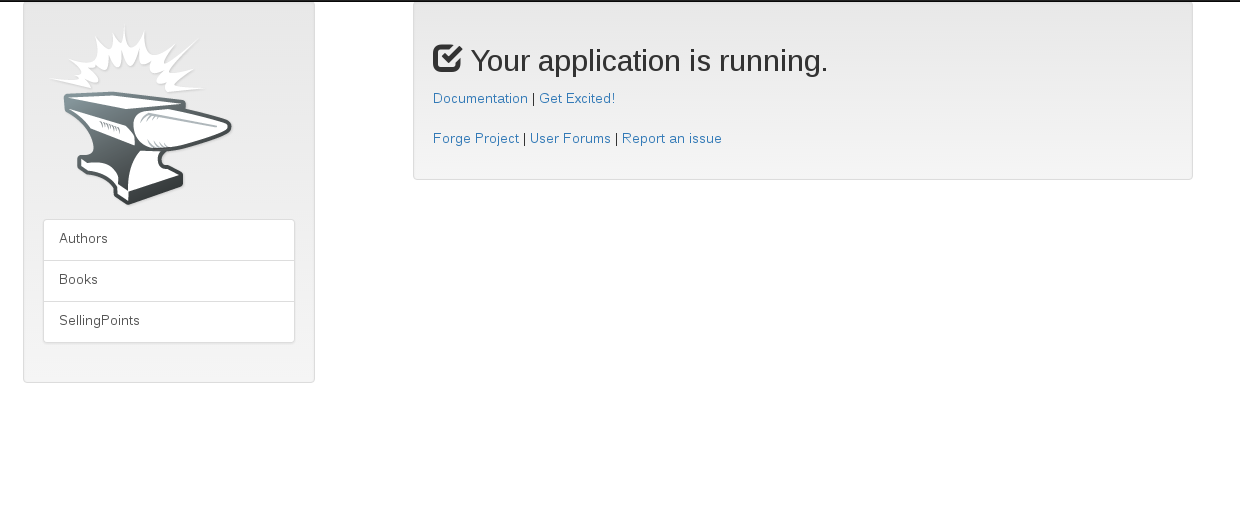 Authors
Books
SellingPoints
Your application is running.
Documentation | Get Excited!
Forge Project | User Forums | Report an issue